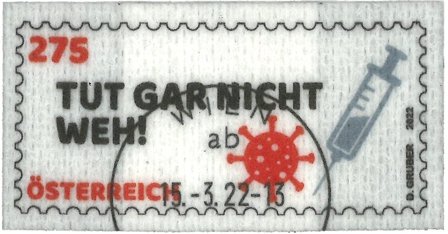 275
TUT GAR NICHT
WEH!
WIEN
ab
ÖSTERREICH
15.-3.22-13
D. GRUBER 2022